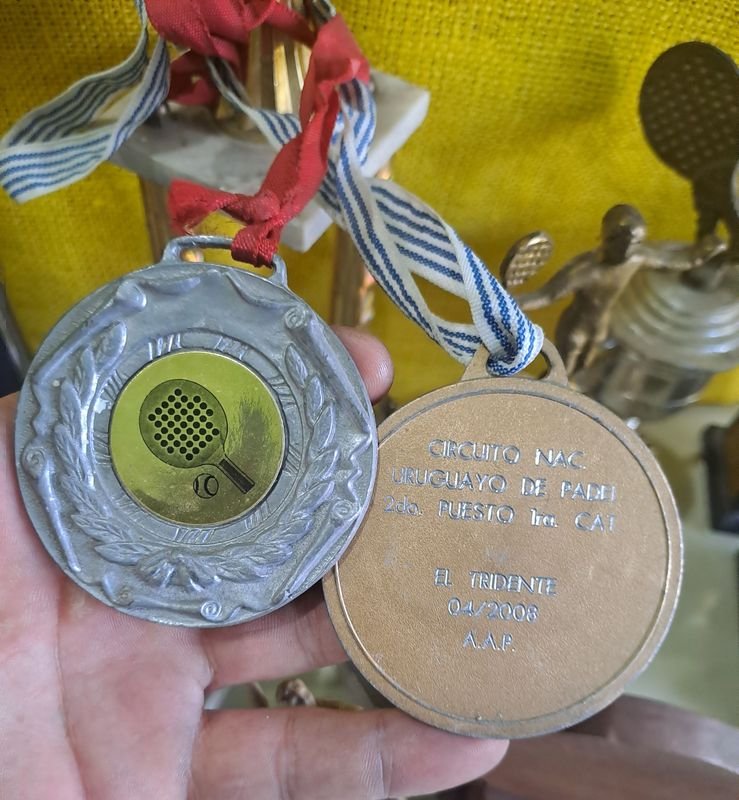 CIRCUITO NAC.
URUGUAYO DE PADEL
2do. PUESTO 1ra. CAT
EL TRIDENTE
04/2008
A.A.P.